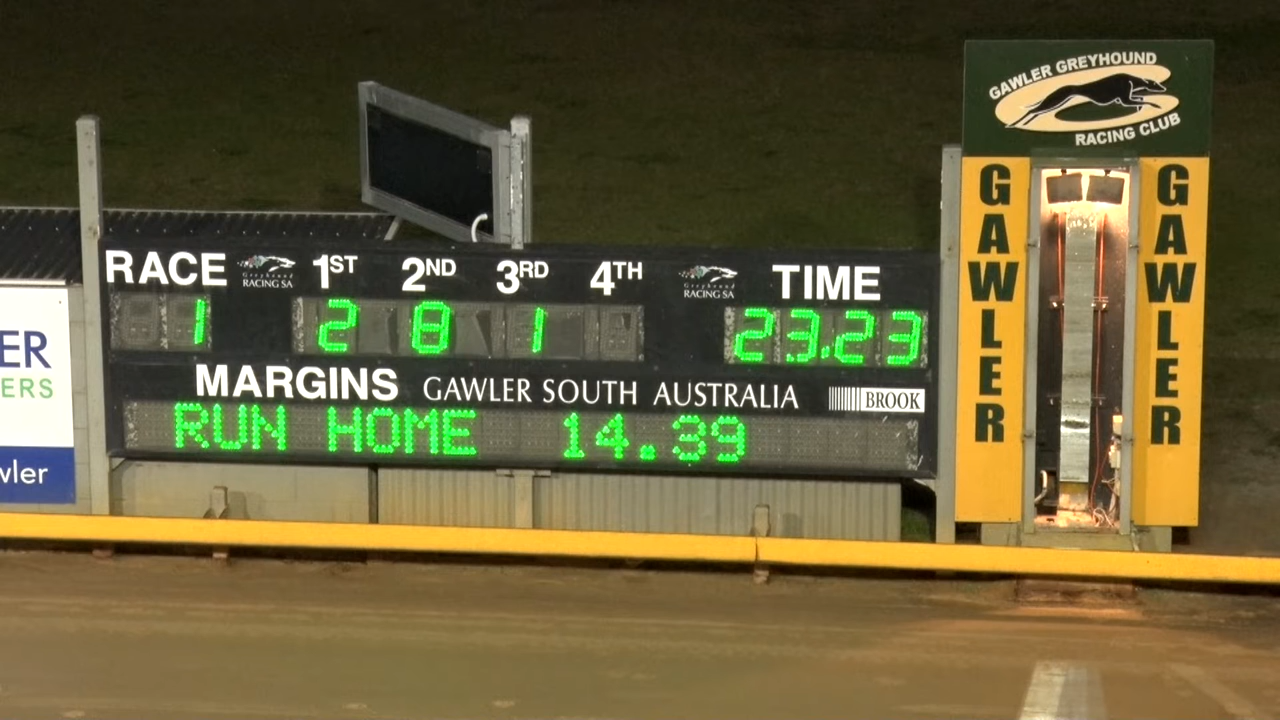 GAWLER GREYHOUND
RACING CLUB
GAWLER
GAWLER
RACE 1ST 2ND 3RD 4TH TIME
Greyhound
RACING SA
Greyhound
RACING SA
1 2 8 1 23.23
MARGINS GAWLER SOUTH AUSTRALIA BROOK
RUN HOME 14.39
ER
ERS
wler